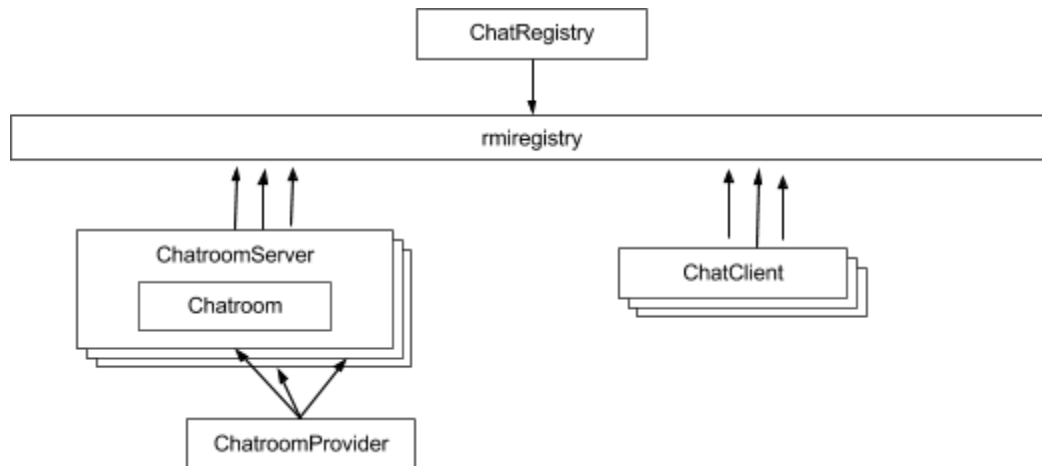 ChatRegistry
rmiregistry
ChatroomServer
Chatroom
ChatClient
ChatroomProvider